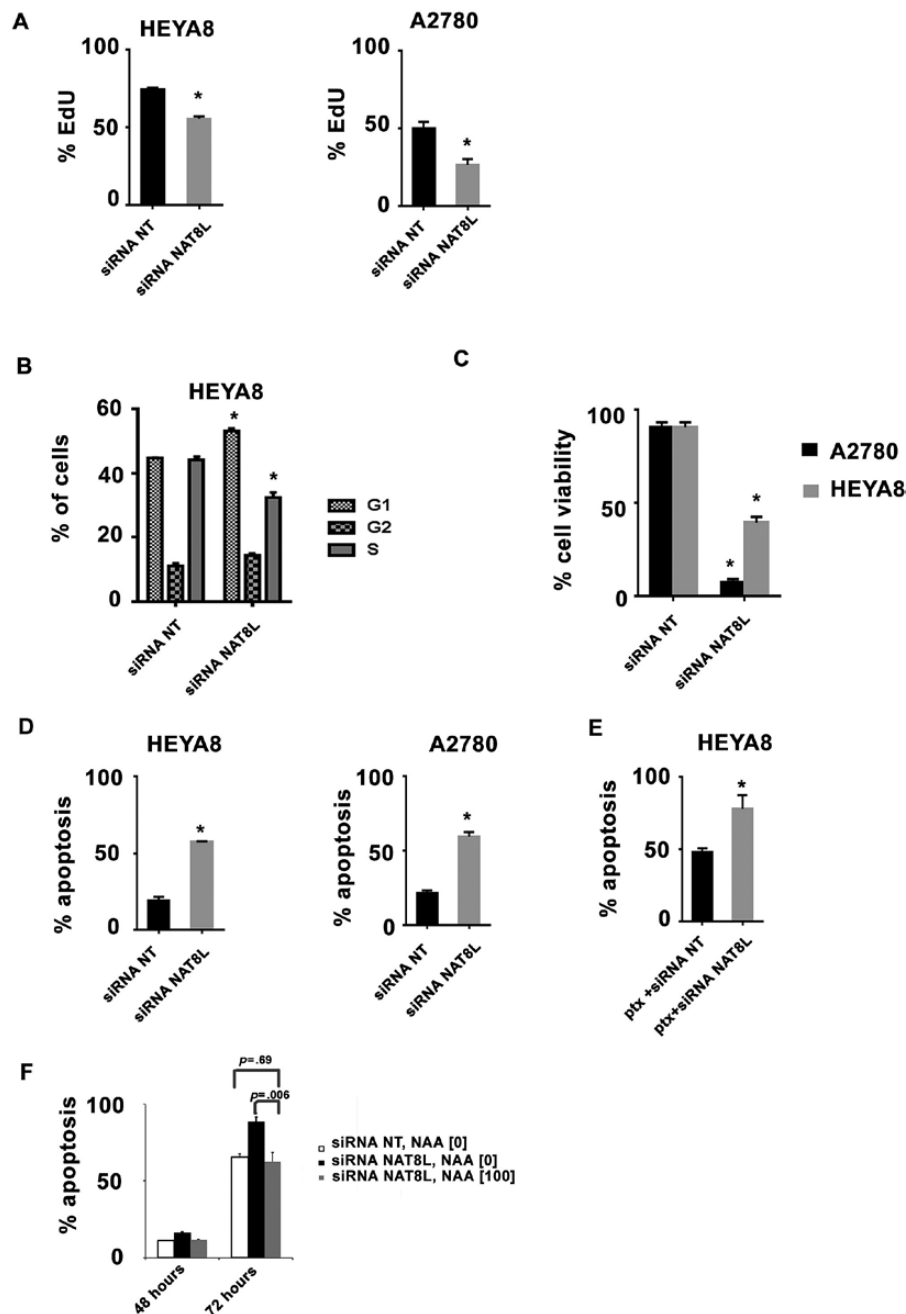 A
HEYA8
A2780
100
50
0
% EdU
*
siRNA NT
siRNA NAT8L
100
50
0
% EdU
*
siRNA NT
siRNA NAT8L
B
HEYA8
60
40
20
0
% of cells
*
*
G1
G2
S
siRNA NT
siRNA NAT8L
C
100
50
0
% cell viability
*
*
A2780
HEYA8
siRNA NT
siRNA NAT8L
D
HEYA8
100
50
0
% apoptosis
*
siRNA NT
siRNA NAT8L
A2780
100
50
0
% apoptosis
*
siRNA NT
siRNA NAT8L
E
HEYA8
100
50
0
% apoptosis
*
ptx +siRNA NT
ptx+siRNA NAT8L
F
p=.69
p=.006
100
50
0
% apoptosis
48 hours
72 hours
siRNA NT, NAA [0]
siRNA NAT8L, NAA [0]
siRNA NAT8L, NAA [100]